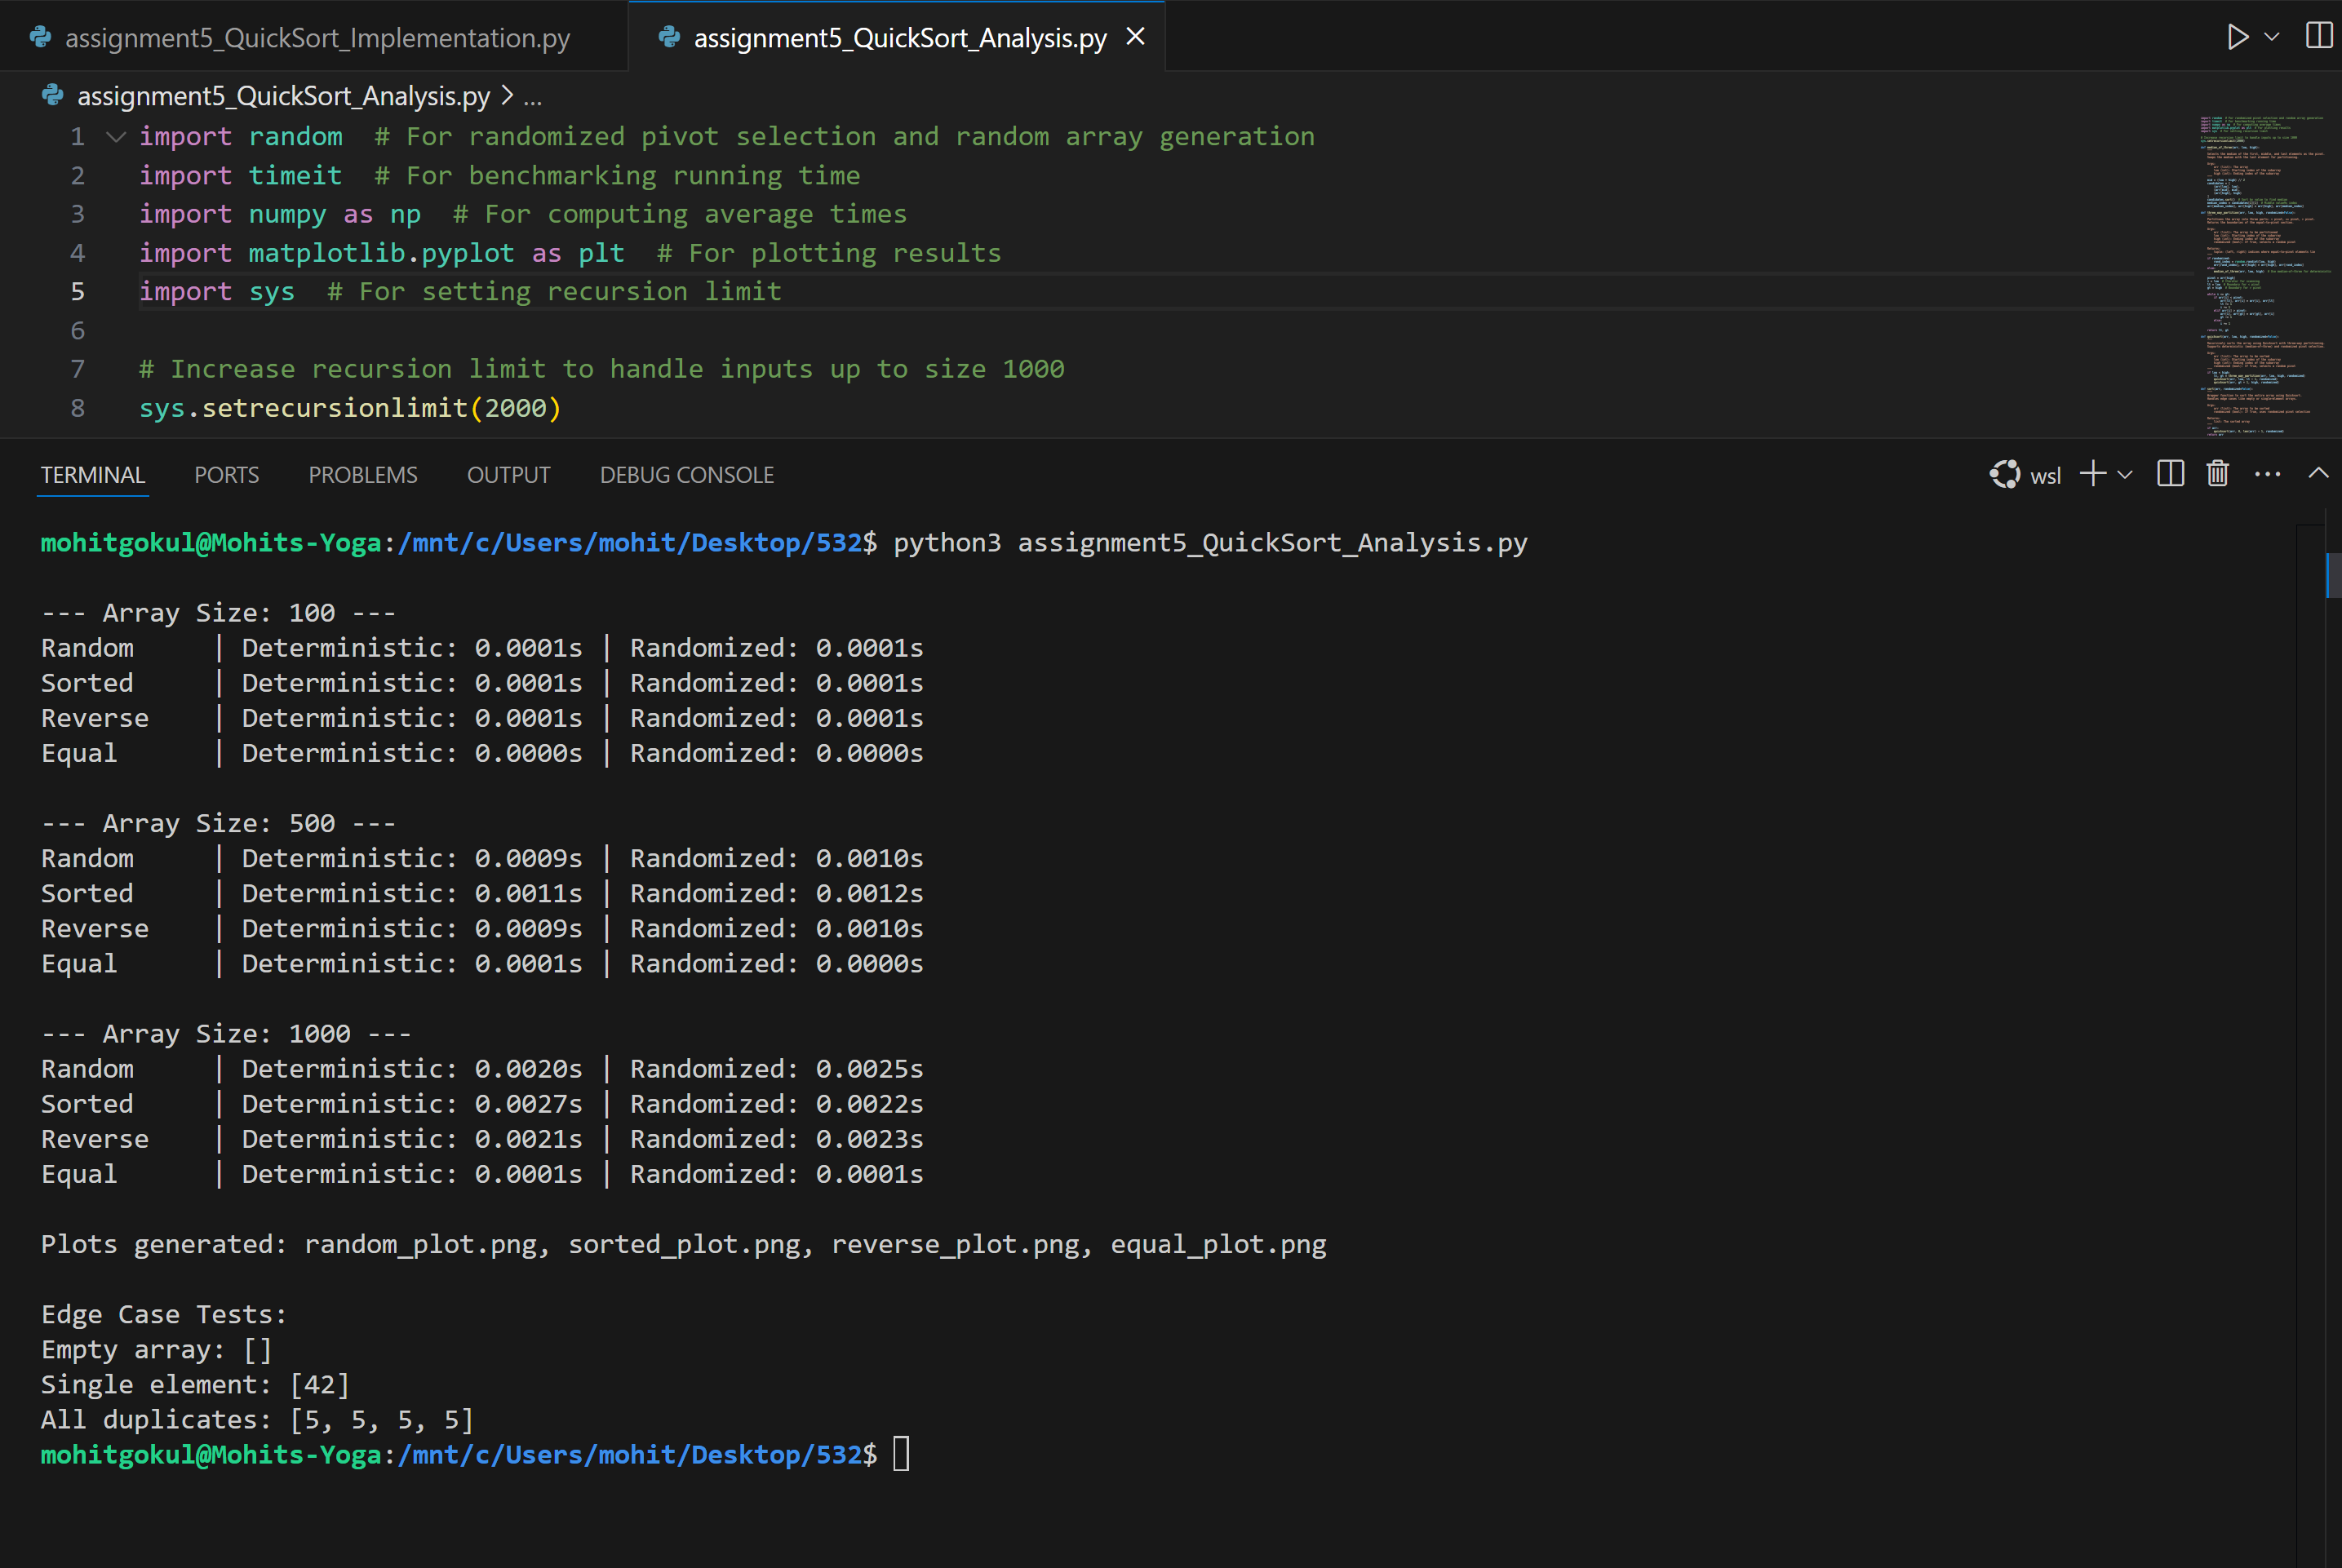 assignment5_QuickSort_Implementation.py
assignment5_QuickSort_Analysis.py
assignment5_QuickSort_Analysis.py > ...
1 import random  # For randomized pivot selection and random array generation
2 import timeit  # For benchmarking running time
3 import numpy as np  # For computing average times
4 import matplotlib.pyplot as plt  # For plotting results
5 import sys  # For setting recursion limit
6
7 # Increase recursion limit to handle inputs up to size 1000
8 sys.setrecursionlimit(2000)
TERMINAL PORTS PROBLEMS OUTPUT DEBUG CONSOLE wsl
mohitgokul@Mohits-Yoga:/mnt/c/Users/mohit/Desktop/532$ python3 assignment5_QuickSort_Analysis.py
--- Array Size: 100 ---
Random     | Deterministic: 0.0001s | Randomized: 0.0001s
Sorted     | Deterministic: 0.0001s | Randomized: 0.0001s
Reverse    | Deterministic: 0.0001s | Randomized: 0.0001s
Equal      | Deterministic: 0.0000s | Randomized: 0.0000s
--- Array Size: 500 ---
Random     | Deterministic: 0.0009s | Randomized: 0.0010s
Sorted     | Deterministic: 0.0011s | Randomized: 0.0012s
Reverse    | Deterministic: 0.0009s | Randomized: 0.0010s
Equal      | Deterministic: 0.0001s | Randomized: 0.0000s
--- Array Size: 1000 ---
Random     | Deterministic: 0.0020s | Randomized: 0.0025s
Sorted     | Deterministic: 0.0027s | Randomized: 0.0022s
Reverse    | Deterministic: 0.0021s | Randomized: 0.0023s
Equal      | Deterministic: 0.0001s | Randomized: 0.0001s
Plots generated: random_plot.png, sorted_plot.png, reverse_plot.png, equal_plot.png
Edge Case Tests:
Empty array: []
Single element: [42]
All duplicates: [5, 5, 5, 5]
mohitgokul@Mohits-Yoga:/mnt/c/Users/mohit/Desktop/532$